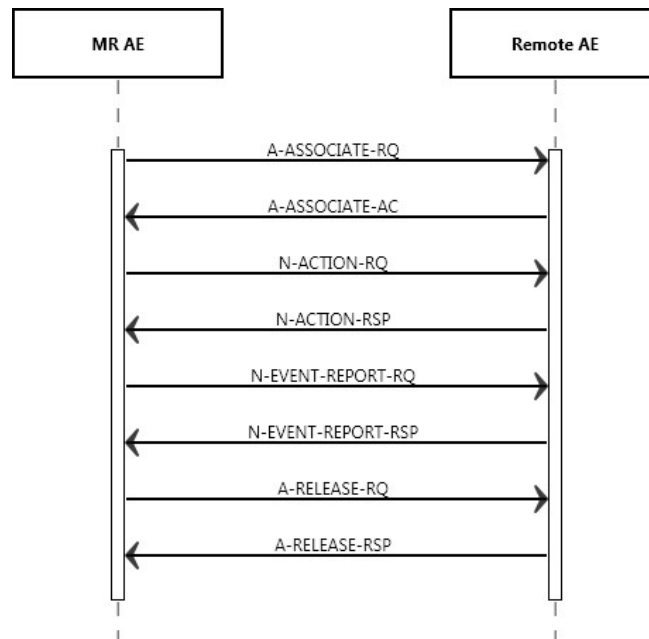 MR AE
Remote AE
A-ASSOCIATE-RQ
A-ASSOCIATE-AC
N-ACTION-RQ
N-ACTION-RSP
N-EVENT-REPORT-RQ
N-EVENT-REPORT-RSP
A-RELEASE-RQ
A-RELEASE-RSP